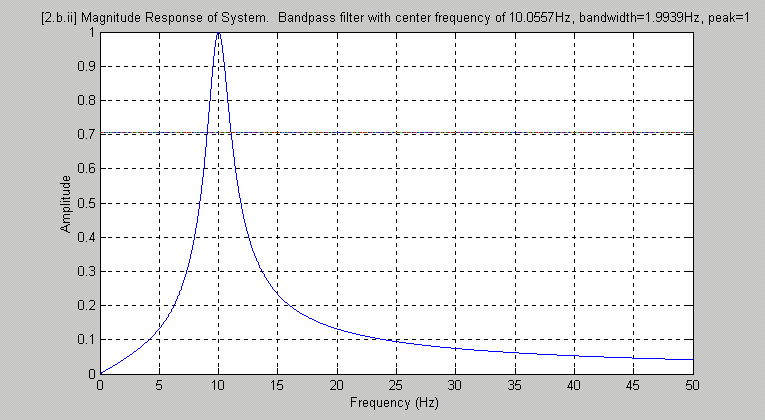 [2.b.ii] Magnitude Response of System.  Bandpass filter with center frequency of 10.0557Hz, bandwidth=1.9939Hz, peak=1
1
0.9
0.8
0.7
0.6
0.5
0.4
0.3
0.2
0.1
0
Amplitude
0 5 10 15 20 25 30 35 40 45 50
Frequency (Hz)